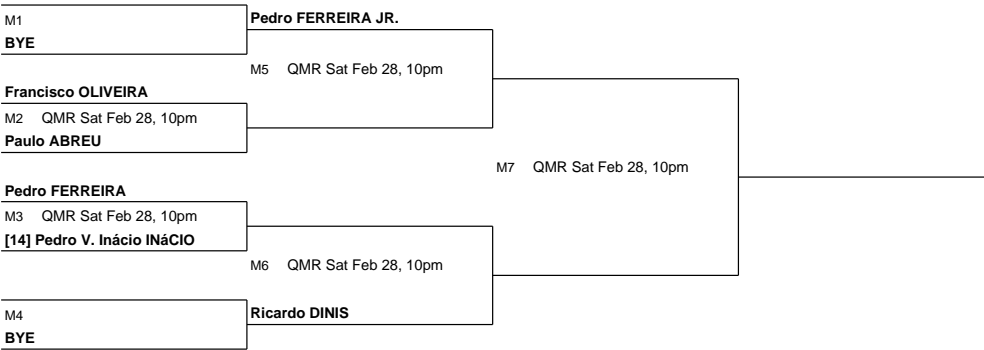 M1
Pedro FERREIRA JR.
BYE
M5 QMR Sat Feb 28, 10pm
Francisco OLIVEIRA
M2 QMR Sat Feb 28, 10pm
Paulo ABREU
M7 QMR Sat Feb 28, 10pm
Pedro FERREIRA
M3 QMR Sat Feb 28, 10pm
[14] Pedro V. Inácio INáCIO
M6 QMR Sat Feb 28, 10pm
M4
Ricardo DINIS
BYE